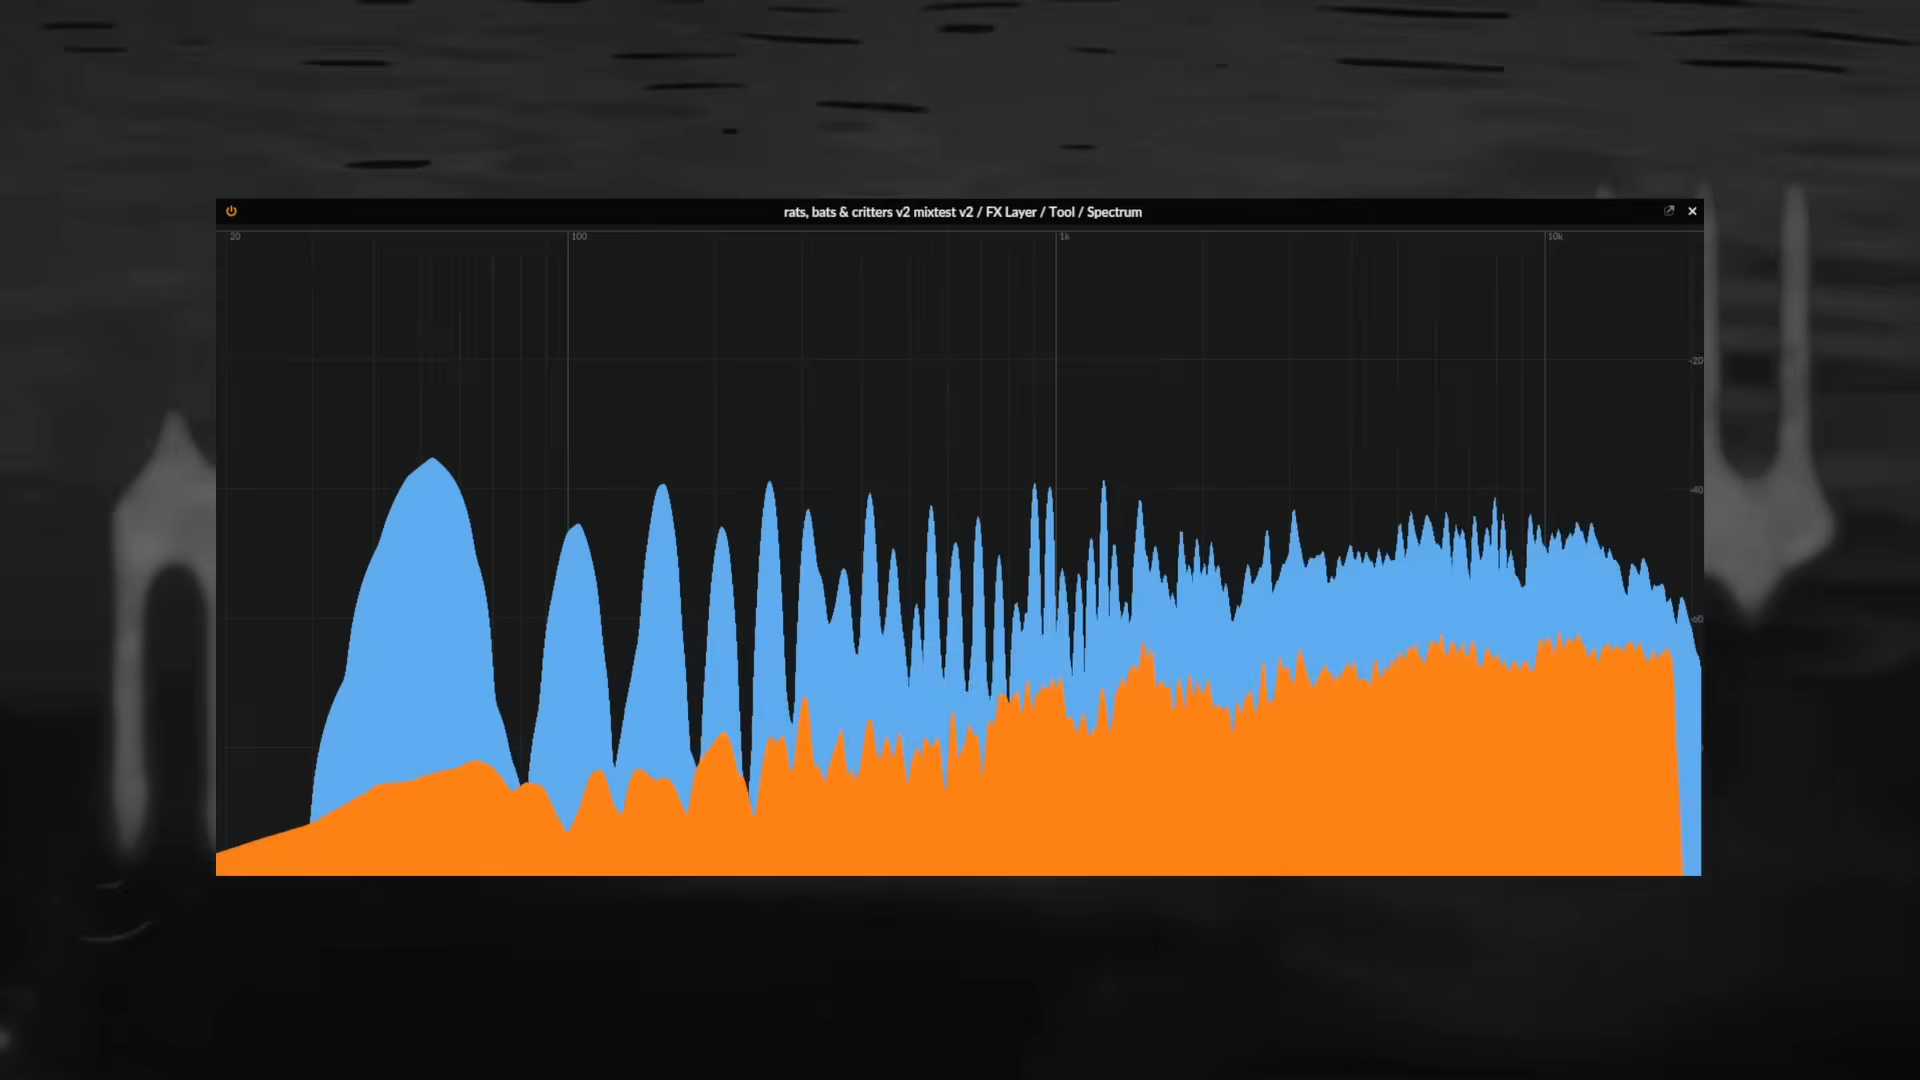 rats, bats & critters v2 mixtest v2 / FX Layer / Tool / Spectrum
20 100 1k 10k
-20
-40
-60